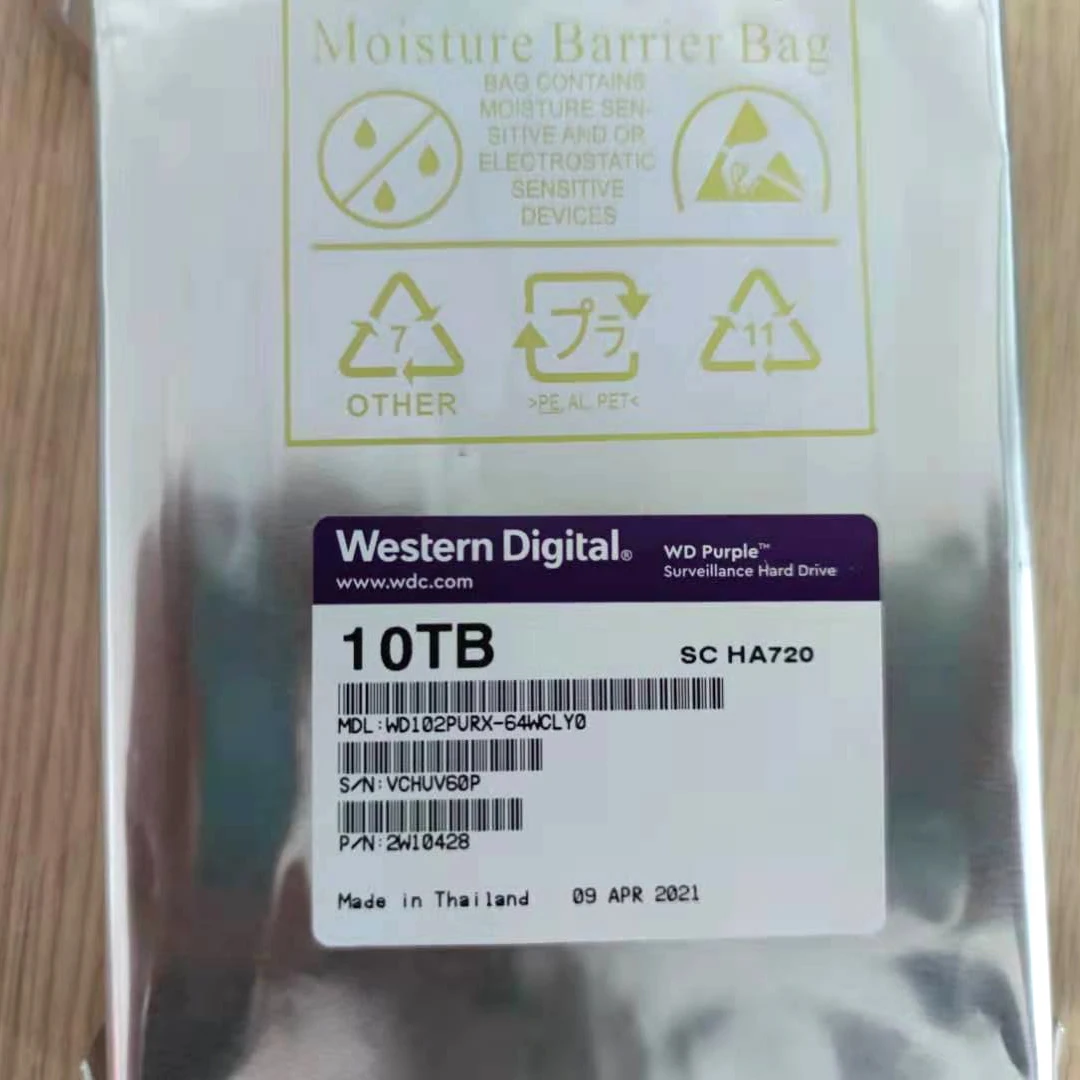 Moisture Barrier Bag
BAG CONTAINS
MOISTURE SEN-
SITIVE AND OR
ELECTROSTATIC
SENSITIVE
DEVICES
7
OTHER
プラ
>PE, AL, PET<
11
Western Digital®
www.wdc.com
WD Purple™
Surveillance Hard Drive
10TB
SC HA720
MDL:WD102PURX-64WCLY0
S/N:VCHUV60P
P/N:2W10428
Made in Thailand 09 APR 2021